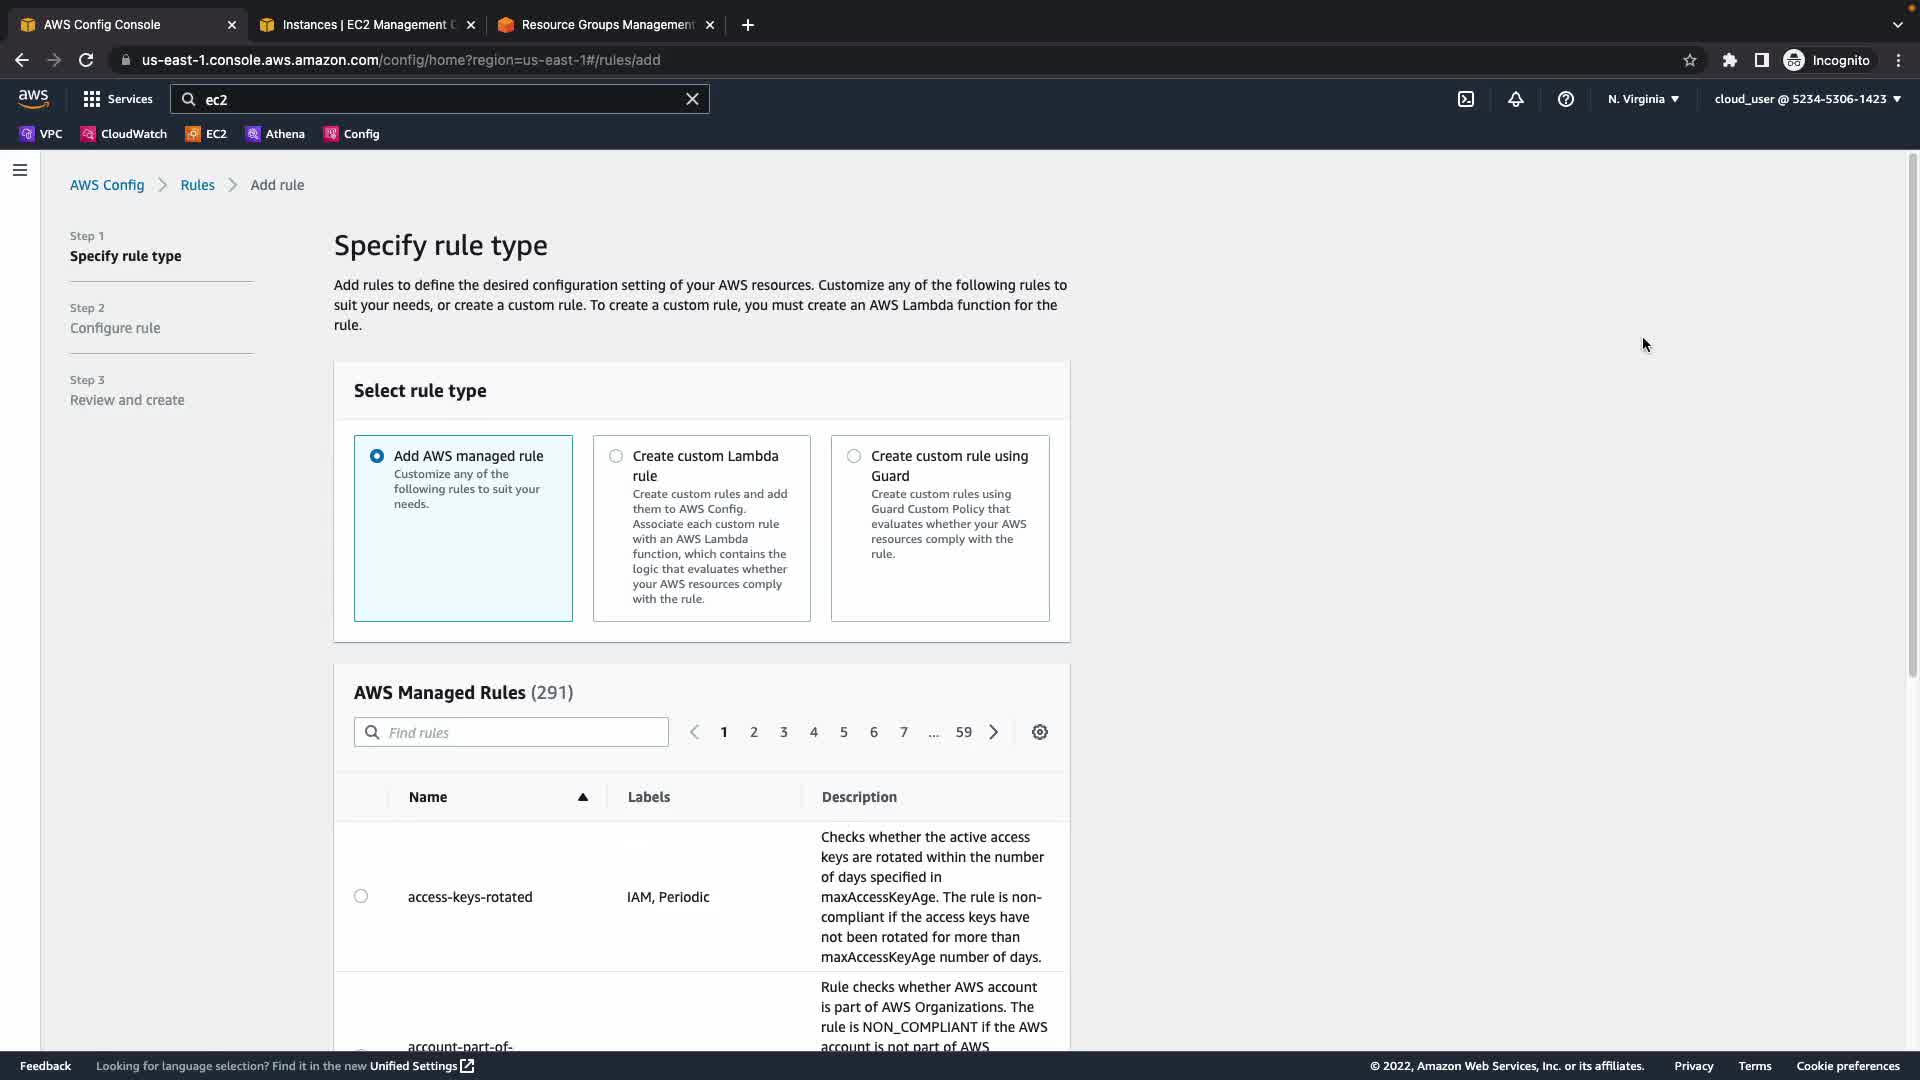 AWS Config Console
Instances | EC2 Management C
Resource Groups Management
us-east-1.console.aws.amazon.com/config/home?region=us-east-1#/rules/add
Incognito
aws
Services
ec2
N. Virginia
cloud_user @ 5234-5306-1423
VPC
CloudWatch
EC2
Athena
Config
AWS Config
Rules
Add rule
Step 1
Specify rule type
Step 2
Configure rule
Step 3
Review and create
Specify rule type
Add rules to define the desired configuration setting of your AWS resources. Customize any of the following rules to
suit your needs, or create a custom rule. To create a custom rule, you must create an AWS Lambda function for the
rule.
Select rule type
Add AWS managed rule
Customize any of the
following rules to suit your
needs.
Create custom Lambda
rule
Create custom rules and add
them to AWS Config.
Associate each custom rule
with an AWS Lambda
function, which contains the
logic that evaluates whether
your AWS resources comply
with the rule.
Create custom rule using
Guard
Create custom rules using
Guard Custom Policy that
evaluates whether your AWS
resources comply with the
rule.
AWS Managed Rules (291)
Find rules
1 2 3 4 5 6 7 ... 59
Name
Labels
Description
access-keys-rotated
IAM, Periodic
Checks whether the active access
keys are rotated within the number
of days specified in
maxAccessKeyAge. The rule is non-
compliant if the access keys have
not been rotated for more than
maxAccessKeyAge number of days.
account-part-of-
Rule checks whether AWS account
is part of AWS Organizations. The
rule is NON_COMPLIANT if the AWS
account is not part of AWS
Feedback
Looking for language selection? Find it in the new Unified Settings
© 2022, Amazon Web Services, Inc. or its affiliates.
Privacy
Terms
Cookie preferences